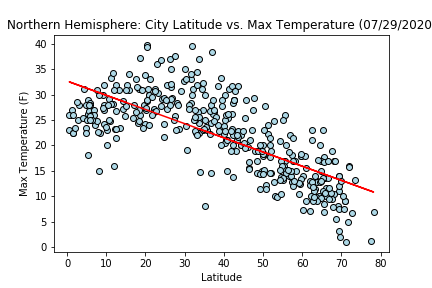 Northern Hemisphere: City Latitude vs. Max Temperature (07/29/2020
40
35
30
25
20
15
10
5
0
Max Temperature (F)
0 10 20 30 40 50 60 70 80
Latitude